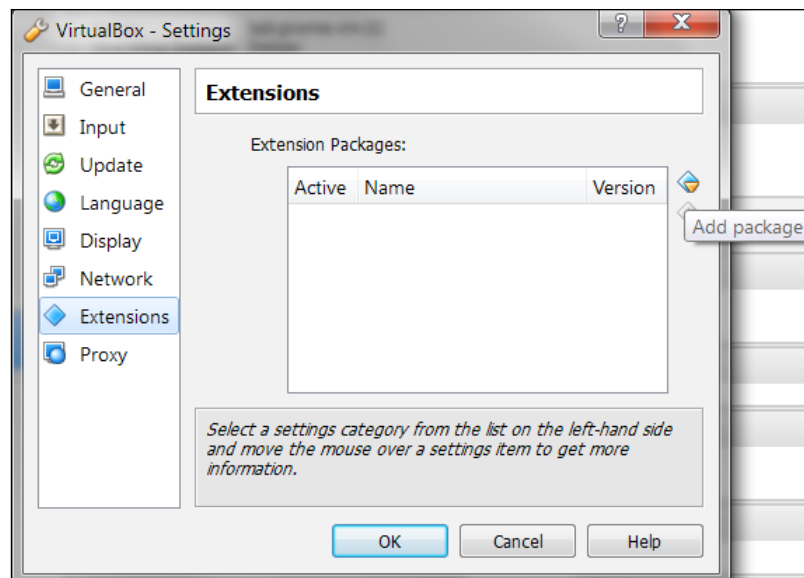 VirtualBox - Settings
General
Input
Update
Language
Display
Network
Extensions
Proxy
Extensions
Extension Packages:
Active Name Version
Add package
Select a settings category from the list on the left-hand side
and move the mouse over a settings item to get more
information.
OK Cancel Help